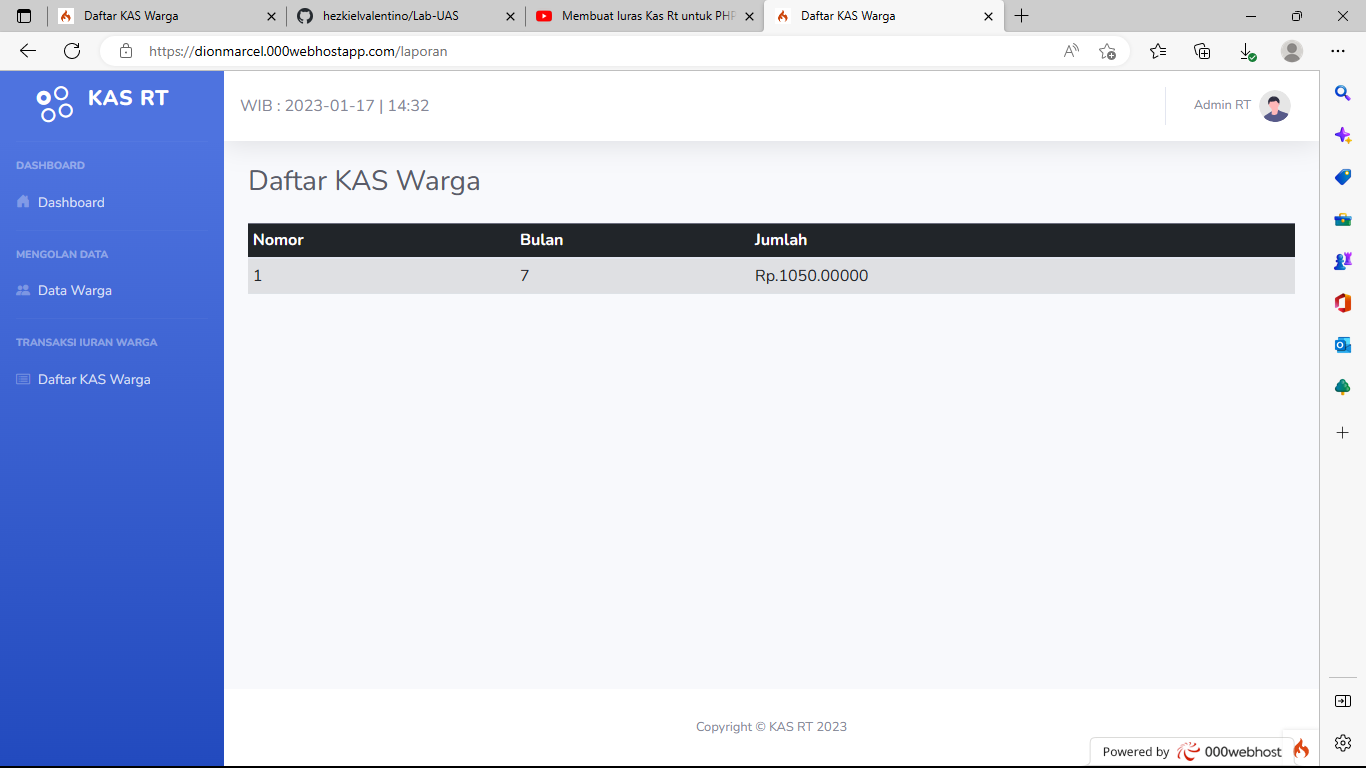 Daftar KAS Warga
hezkielvalentino/Lab-UAS
Membuat Iuras Kas Rt untuk PHP
Daftar KAS Warga
https://dionmarcel.000webhostapp.com/laporan
KAS RT
WIB : 2023-01-17 | 14:32
Admin RT
DASHBOARD
Dashboard
MENGOLAN DATA
Data Warga
TRANSAKSI IURAN WARGA
Daftar KAS Warga
Daftar KAS Warga
Nomor Bulan Jumlah
1 7 Rp.1050.00000
Copyright © KAS RT 2023
Powered by 000webhost